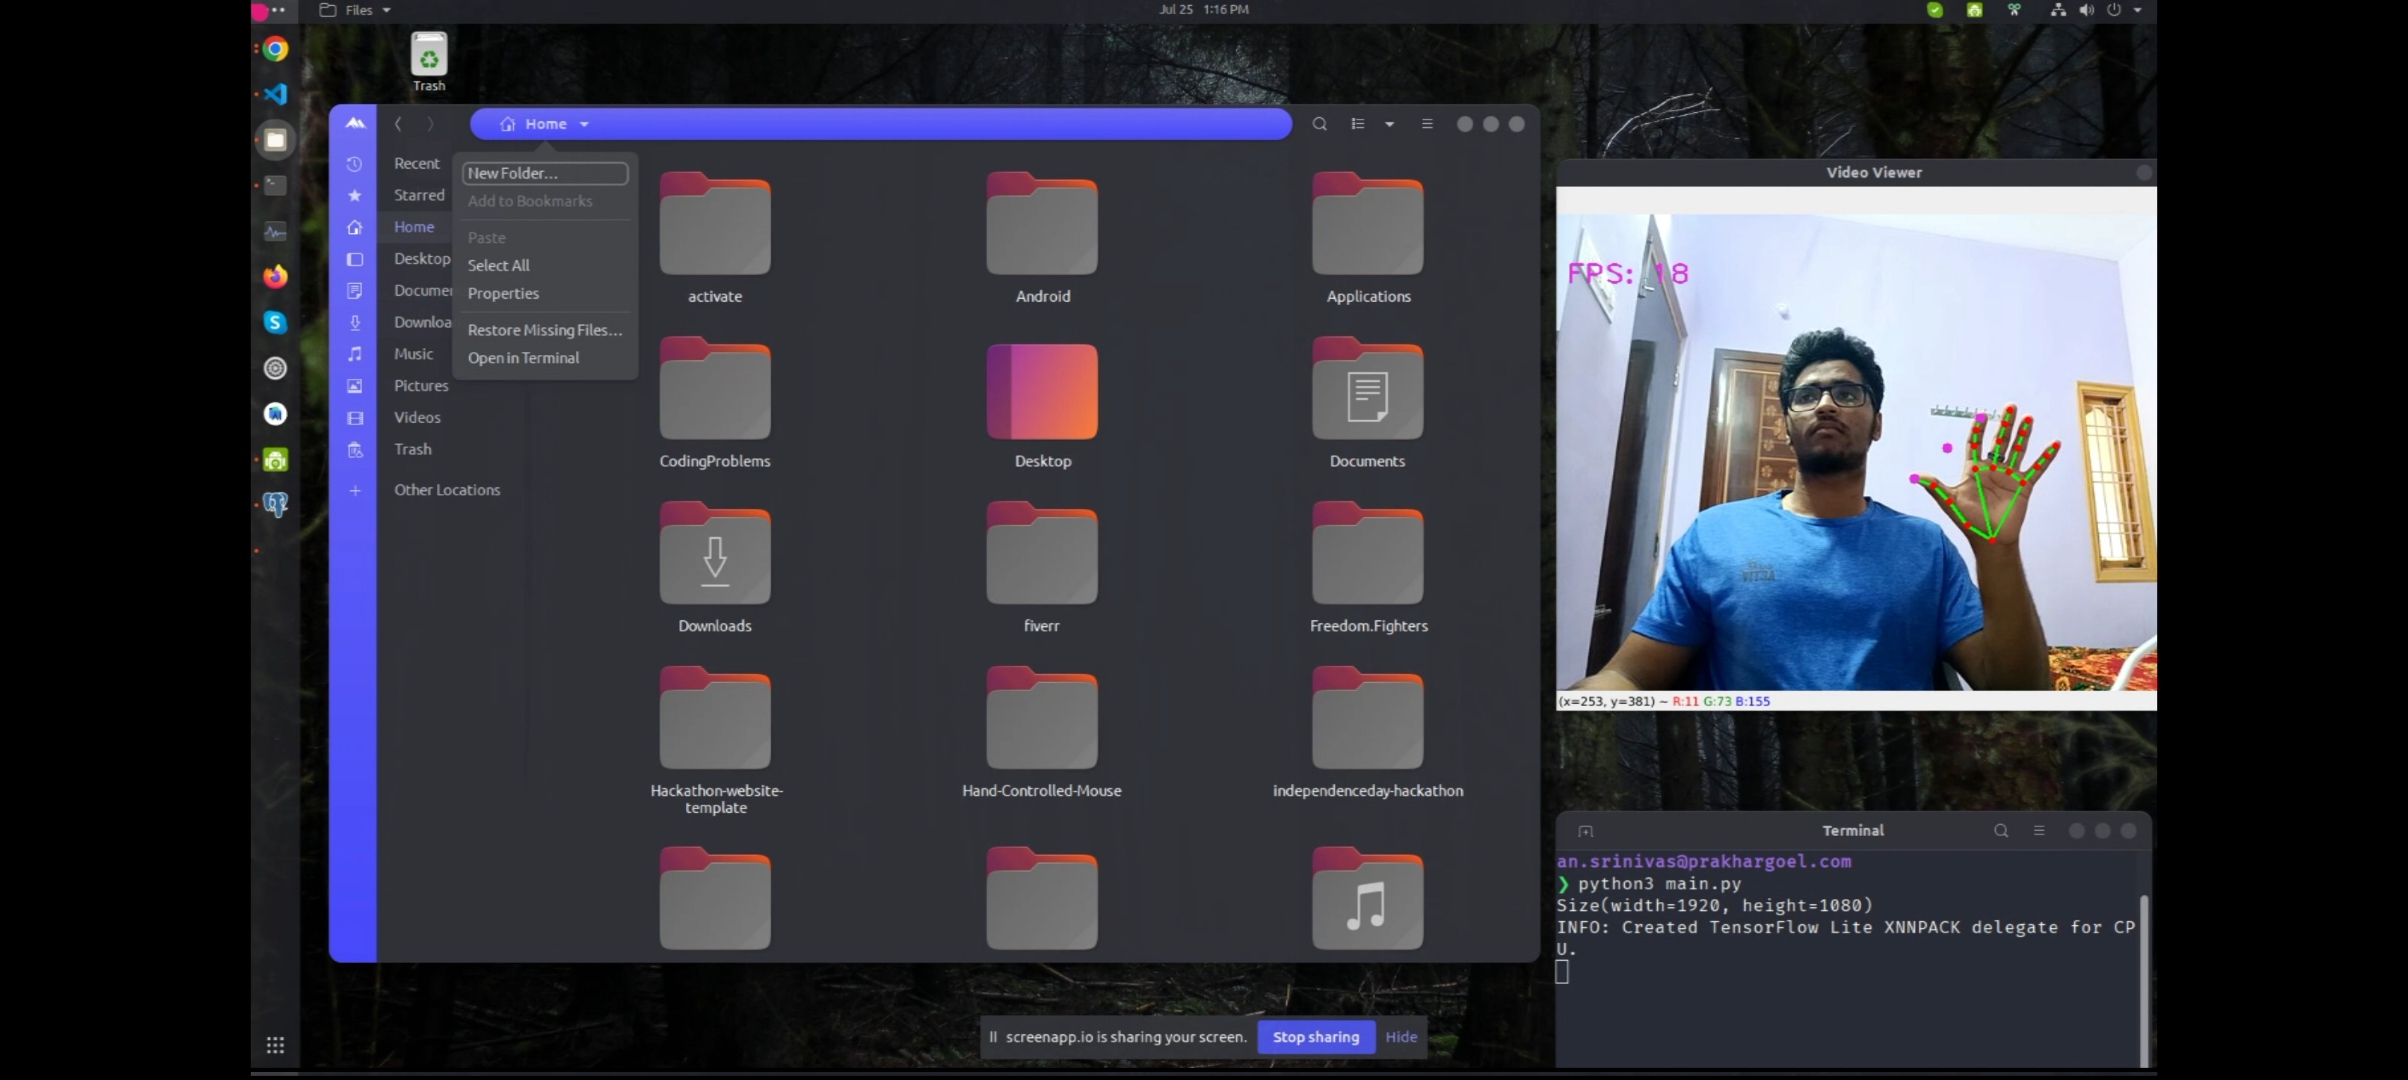 Files
Jul 25 1:16 PM
Trash
Home
Recent
Starred
Home
Desktop
Documen
Downloa
Music
Pictures
Videos
Trash
Other Locations
New Folder...
Add to Bookmarks
Paste
Select All
Properties
Restore Missing Files...
Open in Terminal
activate
Android
Applications
CodingProblems
Desktop
Documents
Downloads
fiverr
Freedom.Fighters
Hackathon-website-
template
Hand-Controlled-Mouse
independenceday-hackathon
Video Viewer
FPS: 18
(x=253, y=381) ~ R:11 G:73 B:155
Terminal
an.srinivas@prakhargoel.com
❯ python3 main.py
Size(width=1920, height=1080)
INFO: Created TensorFlow Lite XNNPACK delegate for CP
U.
screenapp.io is sharing your screen.
Stop sharing
Hide